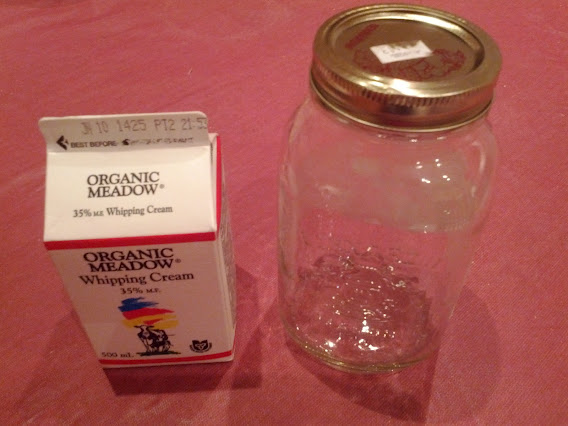 JN 10 1425 PT2 21:5
BEST BEFORE
ORGANIC
MEADOW®
35% M.F. Whipping Cream
ORGANIC
MEADOW®
Whipping Cream
35% M.F.
500 mL